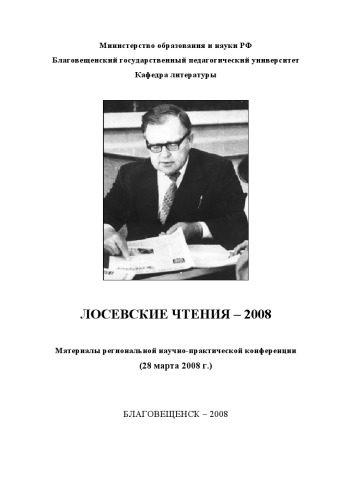 Министерство образования и науки РФ
Благовещенский государственный педагогический университет
Кафедра литературы
ЛОСЕВСКИЕ ЧТЕНИЯ – 2008
Материалы региональной научно-практической конференции
(28 марта 2008 г.)
БЛАГОВЕЩЕНСК – 2008